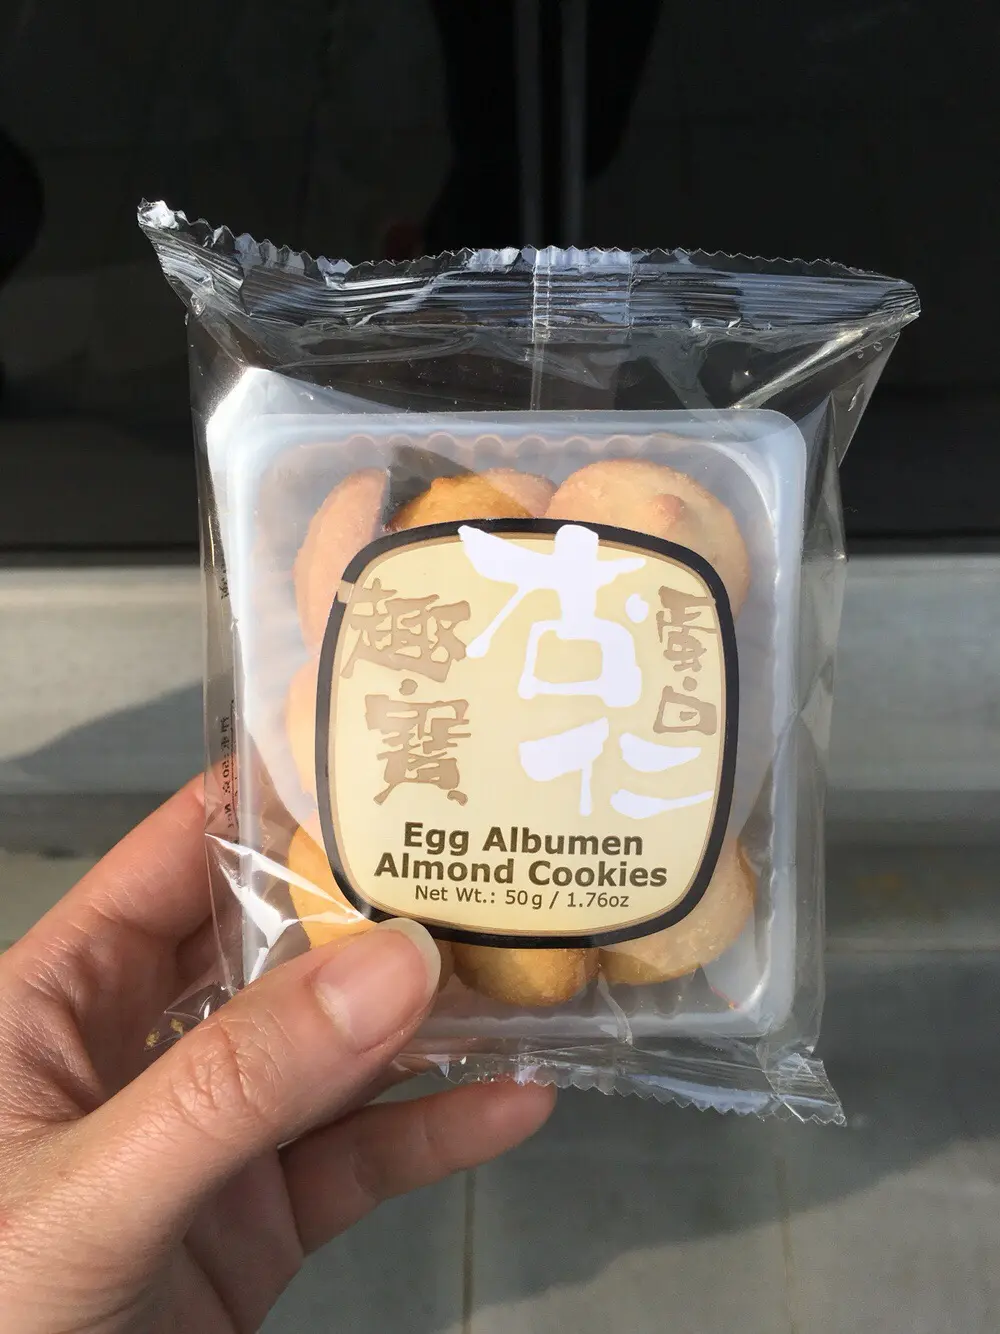 蛋白
杏仁
趣寶
Egg Albumen
Almond Cookies
Net Wt.: 50g / 1.76oz